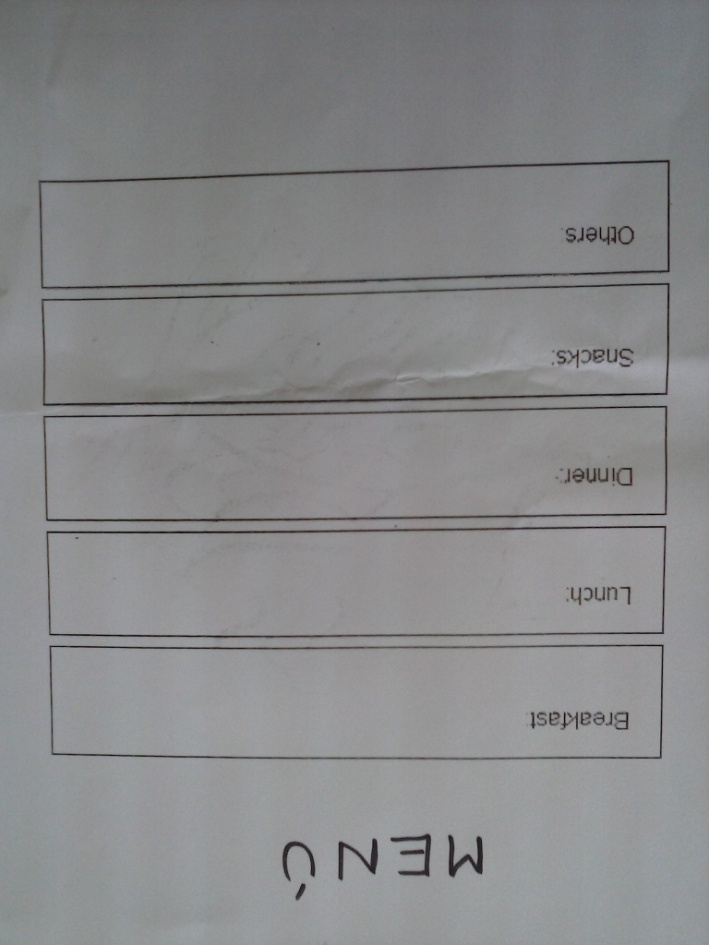 MENÚ
Breakfast:
Lunch:
Dinner:
Snacks:
Others: